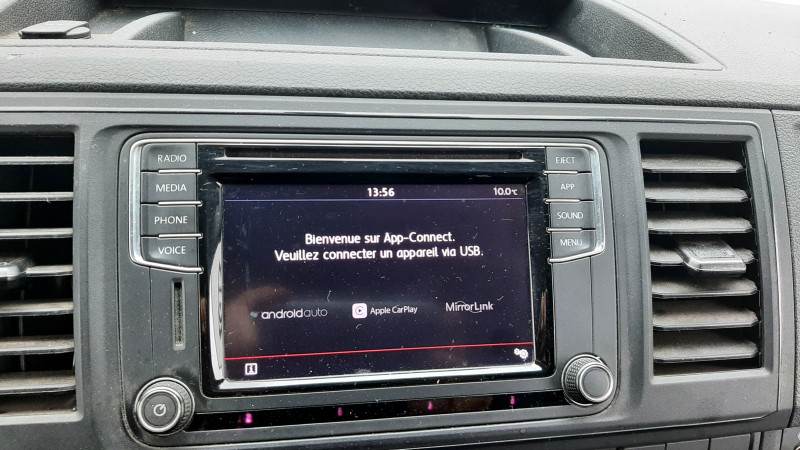 RADIO
MEDIA
PHONE
VOICE
EJECT
APP
SOUND
MENU
13:56
10.0°C
Bienvenue sur App-Connect.
Veuillez connecter un appareil via USB.
androidauto
Apple CarPlay
MirrorLink